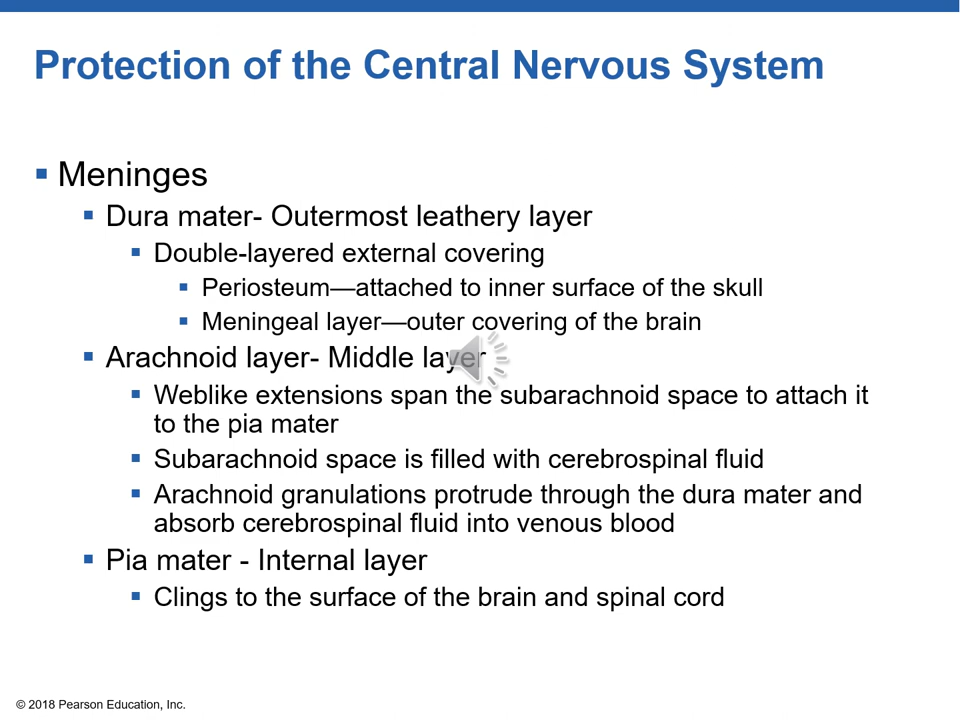 Protection of the Central Nervous System
Meninges
Dura mater- Outermost leathery layer
Double-layered external covering
Periosteum—attached to inner surface of the skull
Meningeal layer—outer covering of the brain
Arachnoid layer- Middle layer
Weblike extensions span the subarachnoid space to attach it
to the pia mater
Subarachnoid space is filled with cerebrospinal fluid
Arachnoid granulations protrude through the dura mater and
absorb cerebrospinal fluid into venous blood
Pia mater - Internal layer
Clings to the surface of the brain and spinal cord
© 2018 Pearson Education, Inc.